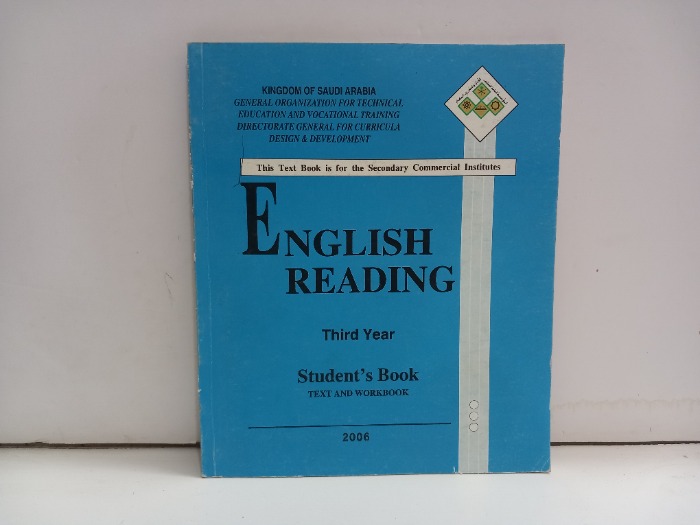 KINGDOM OF SAUDI ARABIA
GENERAL ORGANIZATION FOR TECHNICAL
EDUCATION AND VOCATIONAL TRAINING
DIRECTORATE GENERAL FOR CURRICULA
DESIGN & DEVELOPMENT
This Text Book is for the Secondary Commercial Institutes
ENGLISH
READING
Third Year
Student's Book
TEXT AND WORKBOOK
2006